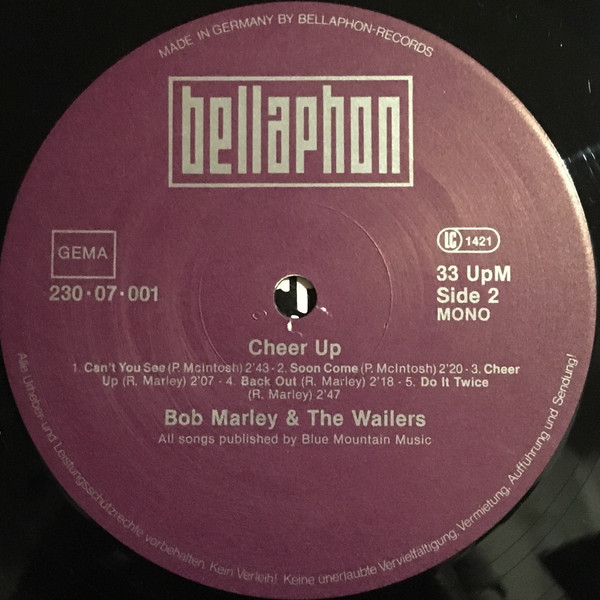 MADE IN GERMANY BY BELLAPHON-RECORDS
bellaphon
GEMA
LC 1421
230·07·001
33 UpM
Side 2
MONO
Cheer Up
1. Can't You See (P. McIntosh) 2'43 - 2. Soon Come (P. McIntosh) 2'20 - 3. Cheer
Up (R. Marley) 2'07 - 4. Back Out (R. Marley) 2'18 - 5. Do It Twice
(R. Marley) 2'47
Bob Marley & The Wailers
All songs published by Blue Mountain Music
Alle Urheber- und Leistungsschutzrechte vorbehalten. Kein Verleih! Keine unerlaubte Vervielfältigung, Vermietung, Aufführung und Sendung!